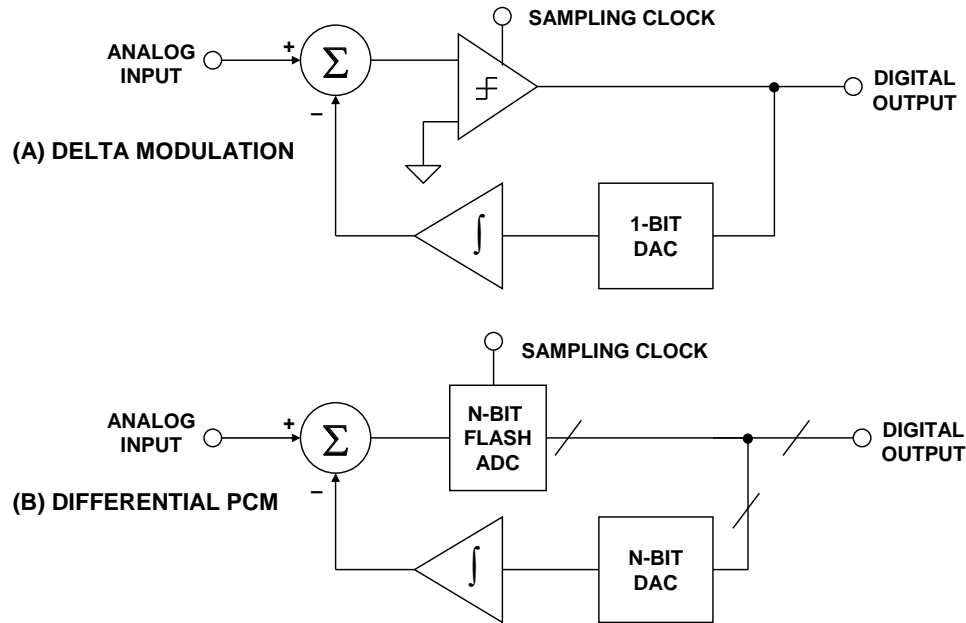 SAMPLING CLOCK
ANALOG
INPUT
+
Σ
–
DIGITAL
OUTPUT
(A) DELTA MODULATION
∫
1-BIT
DAC
SAMPLING CLOCK
ANALOG
INPUT
+
Σ
–
N-BIT
FLASH
ADC
DIGITAL
OUTPUT
(B) DIFFERENTIAL PCM
∫
N-BIT
DAC